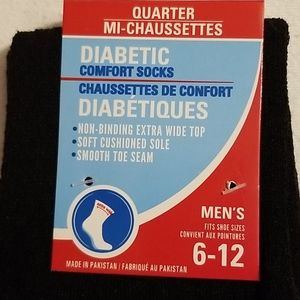 QUARTER
MI-CHAUSSETTES
DIABETIC
COMFORT SOCKS
CHAUSSETTES DE CONFORT
DIABÉTIQUES
•NON-BINDING EXTRA WIDE TOP
•SOFT CUSHIONED SOLE
•SMOOTH TOE SEAM
MEN'S
FITS SHOE SIZES
CONVIENT AUX POINTURES
6-12
MADE IN PAKISTAN / FABRIQUÉ AU PAKISTAN